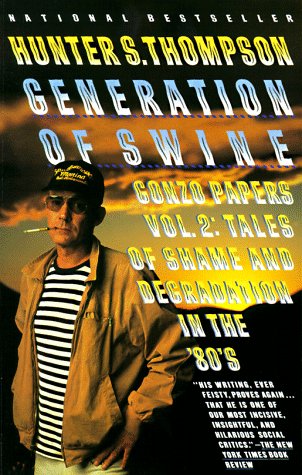 NATIONAL BESTSELLER
HUNTER S. THOMPSON
GENERATION
OF SWINE
GONZO PAPERS
VOL. 2: TALES
OF SHAME AND
DEGRADATION
IN THE
'80'S
"HIS WRITING, EVER
FEISTY, PROVES AGAIN ...
THAT HE IS ONE OF
OUR MOST INCISIVE,
INSIGHTFUL, AND
HILARIOUS SOCIAL
CRITICS." —THE NEW
YORK TIMES BOOK
REVIEW